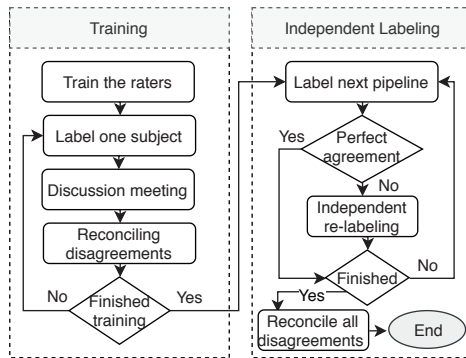 Training
Train the raters
Label one subject
Discussion meeting
Reconciling
disagreements
No
Finished
training
Yes
Independent Labeling
Label next pipeline
Yes
Perfect
agreement
No
Independent
re-labeling
Finished
No
Yes
Reconcile all
disagreements
End